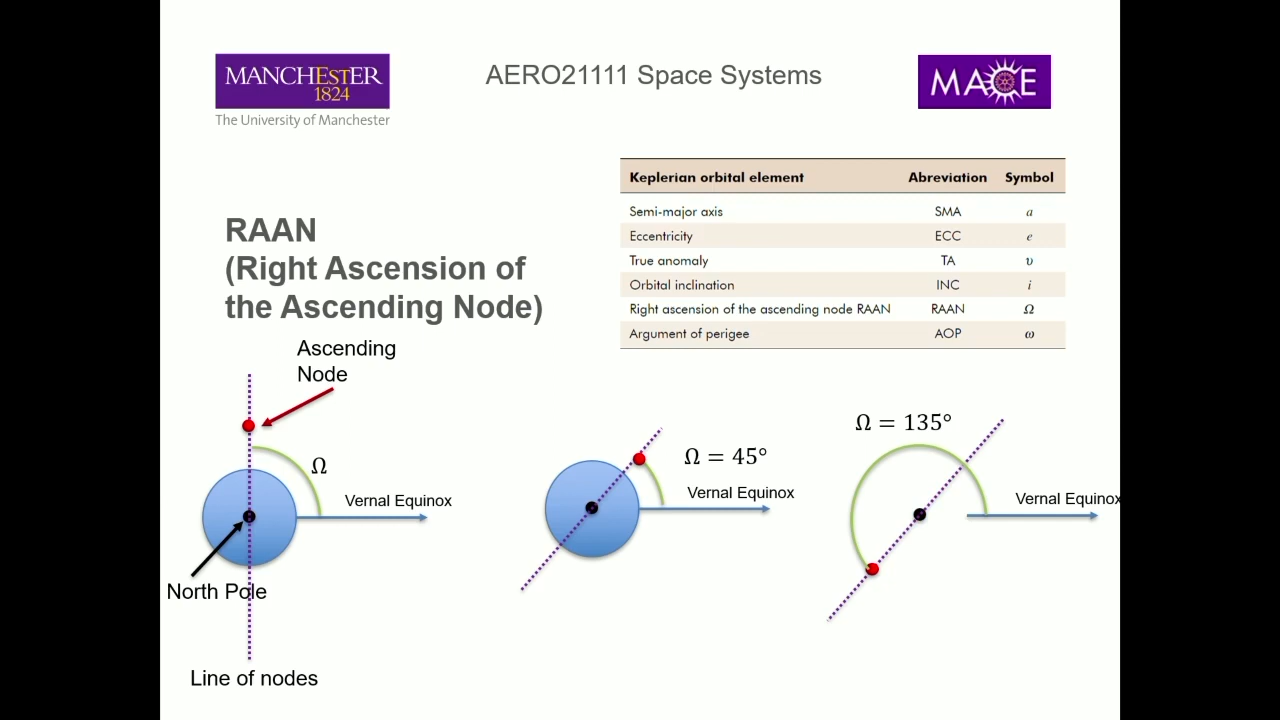 MANCHESTER
1824
The University of Manchester
AERO21111 Space Systems
MACE
Keplerian orbital element Abreviation Symbol
Semi-major axis SMA a
Eccentricity ECC e
True anomaly TA υ
Orbital inclination INC i
Right ascension of the ascending node RAAN RAAN Ω
Argument of perigee AOP ω
RAAN
(Right Ascension of
the Ascending Node)
Ascending
Node
Ω
Vernal Equinox
North Pole
Line of nodes
Ω = 45°
Vernal Equinox
Ω = 135°
Vernal Equinox